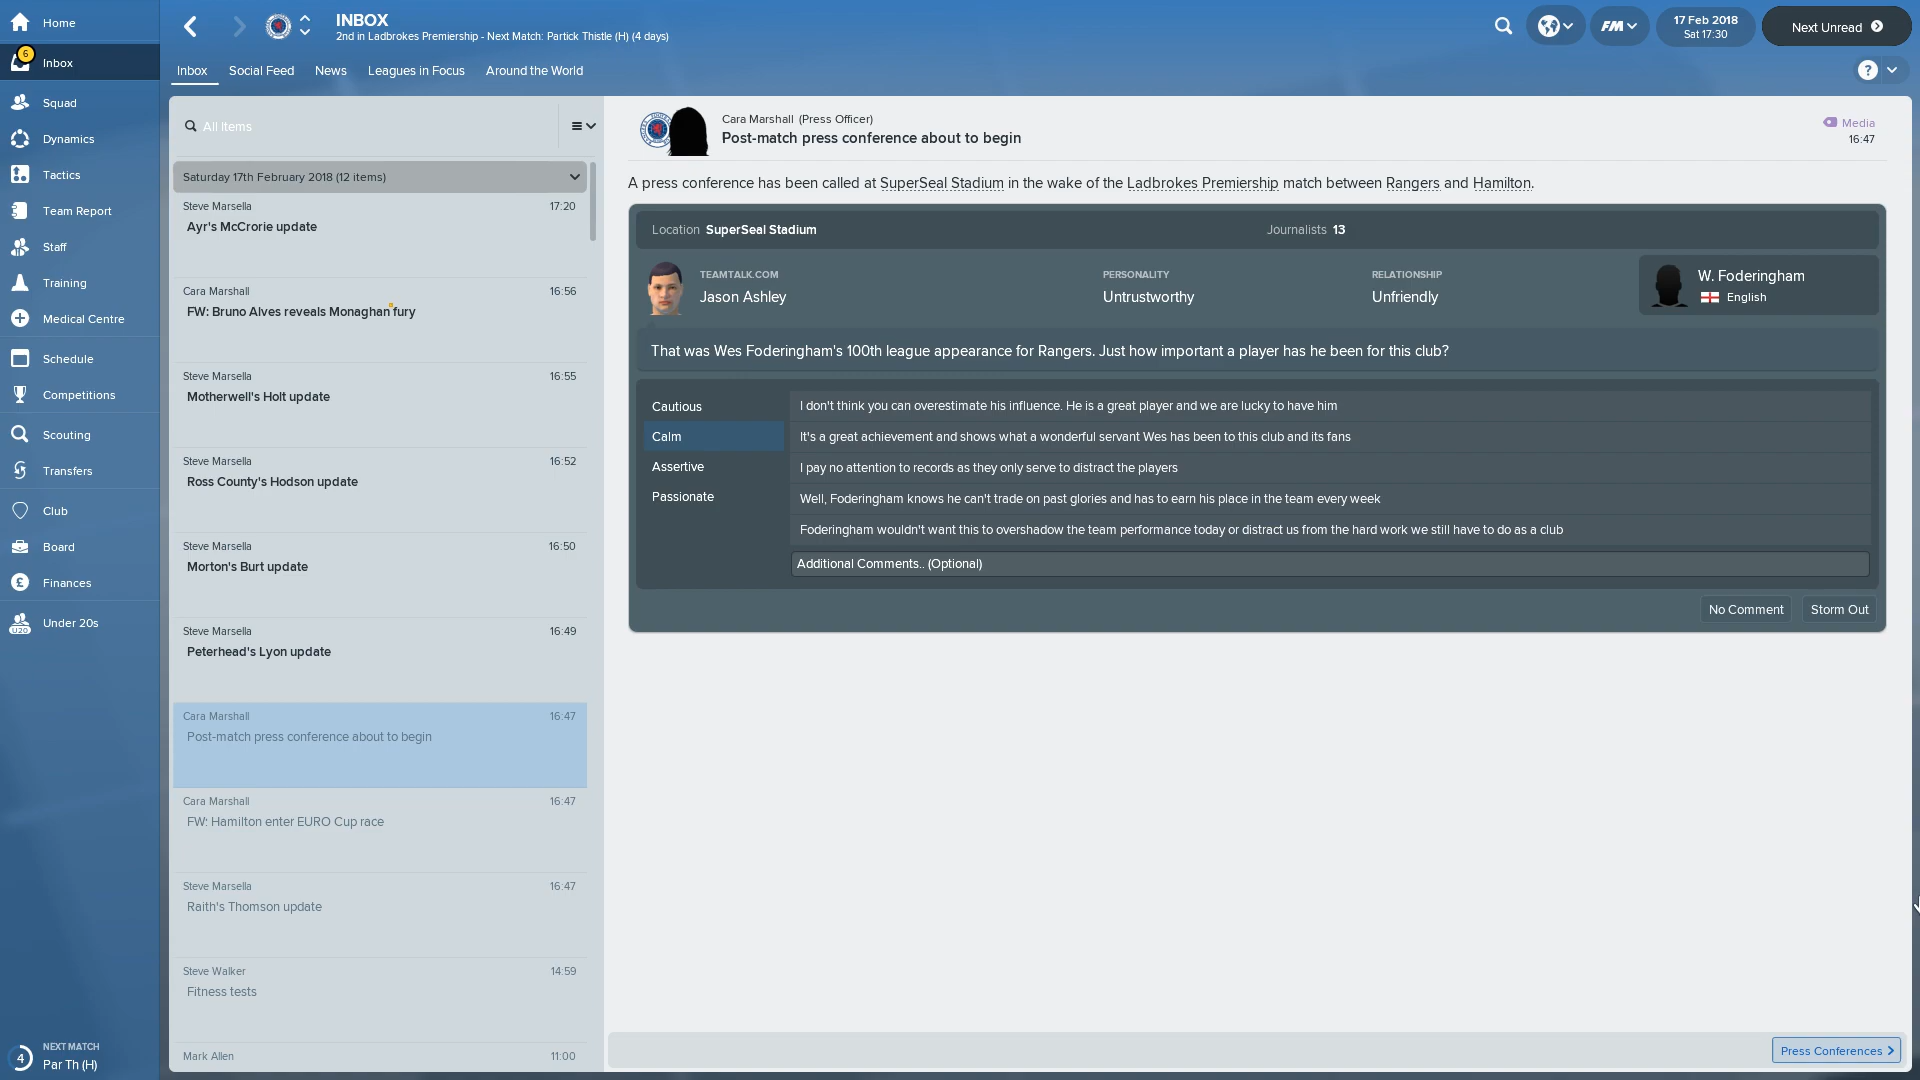 Home
6
Inbox
Squad
Dynamics
Tactics
Team Report
Staff
Training
Medical Centre
Schedule
Competitions
Scouting
Transfers
Club
Board
Finances
U20
Under 20s
4
NEXT MATCH
Par Th (H)
INBOX
2nd in Ladbrokes Premiership - Next Match: Partick Thistle (H) (4 days)
FM
17 Feb 2018
Sat 17:30
Next Unread
Inbox
Social Feed
News
Leagues in Focus
Around the World
?
All Items
Saturday 17th February 2018 (12 items)
Steve Marsella 17:20
Ayr's McCrorie update
Cara Marshall 16:56
FW: Bruno Alves reveals Monaghan fury
Steve Marsella 16:55
Motherwell's Holt update
Steve Marsella 16:52
Ross County's Hodson update
Steve Marsella 16:50
Morton's Burt update
Steve Marsella 16:49
Peterhead's Lyon update
Cara Marshall 16:47
Post-match press conference about to begin
Cara Marshall 16:47
FW: Hamilton enter EURO Cup race
Steve Marsella 16:47
Raith's Thomson update
Steve Walker 14:59
Fitness tests
Mark Allen 11:00
Cara Marshall (Press Officer)
Post-match press conference about to begin
Media
16:47
A press conference has been called at SuperSeal Stadium in the wake of the Ladbrokes Premiership match between Rangers and Hamilton.
Location SuperSeal Stadium
Journalists 13
TEAMTALK.COM
Jason Ashley
PERSONALITY
Untrustworthy
RELATIONSHIP
Unfriendly
W. Foderingham
English
That was Wes Foderingham's 100th league appearance for Rangers. Just how important a player has he been for this club?
Cautious
Calm
Assertive
Passionate
I don't think you can overestimate his influence. He is a great player and we are lucky to have him
It's a great achievement and shows what a wonderful servant Wes has been to this club and its fans
I pay no attention to records as they only serve to distract the players
Well, Foderingham knows he can't trade on past glories and has to earn his place in the team every week
Foderingham wouldn't want this to overshadow the team performance today or distract us from the hard work we still have to do as a club
Additional Comments.. (Optional)
No Comment
Storm Out
Press Conferences